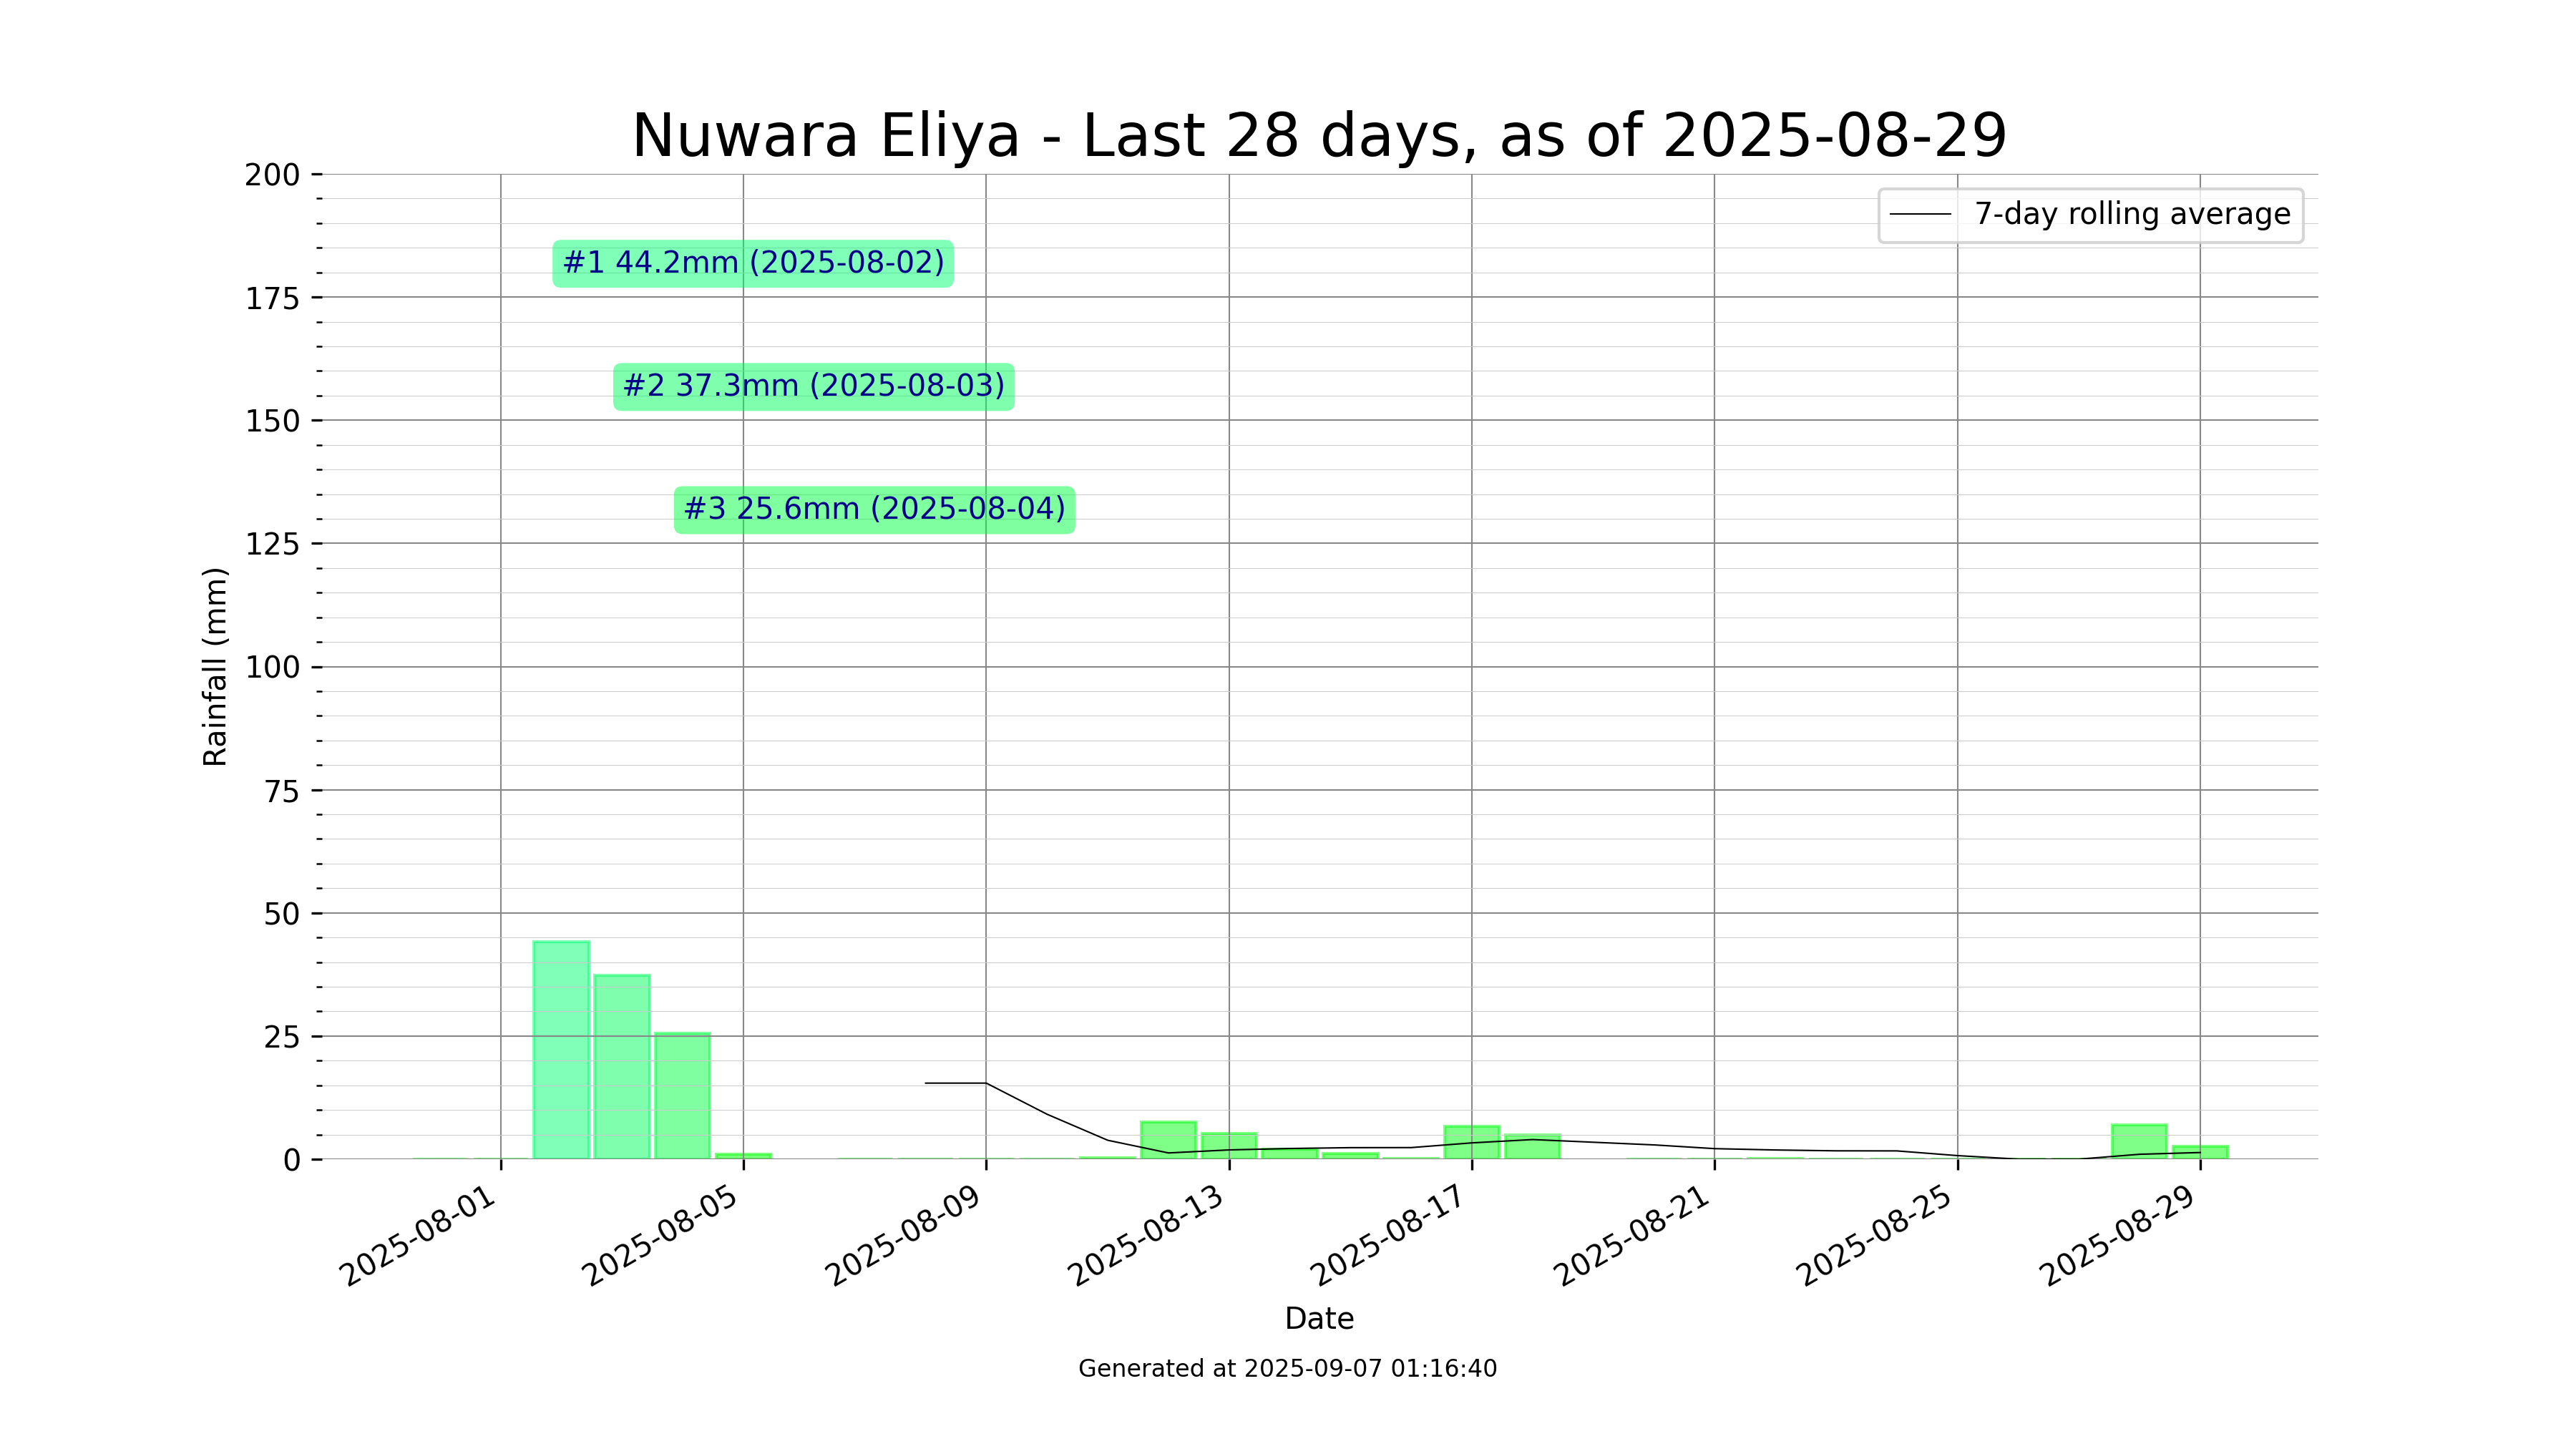 Nuwara Eliya - Last 28 days, as of 2025-08-29
7-day rolling average
#1 44.2mm (2025-08-02)
#2 37.3mm (2025-08-03)
#3 25.6mm (2025-08-04)
Rainfall (mm)
200
175
150
125
100
75
50
25
0
2025-08-01
2025-08-05
2025-08-09
2025-08-13
2025-08-17
2025-08-21
2025-08-25
2025-08-29
Date
Generated at 2025-09-07 01:16:40